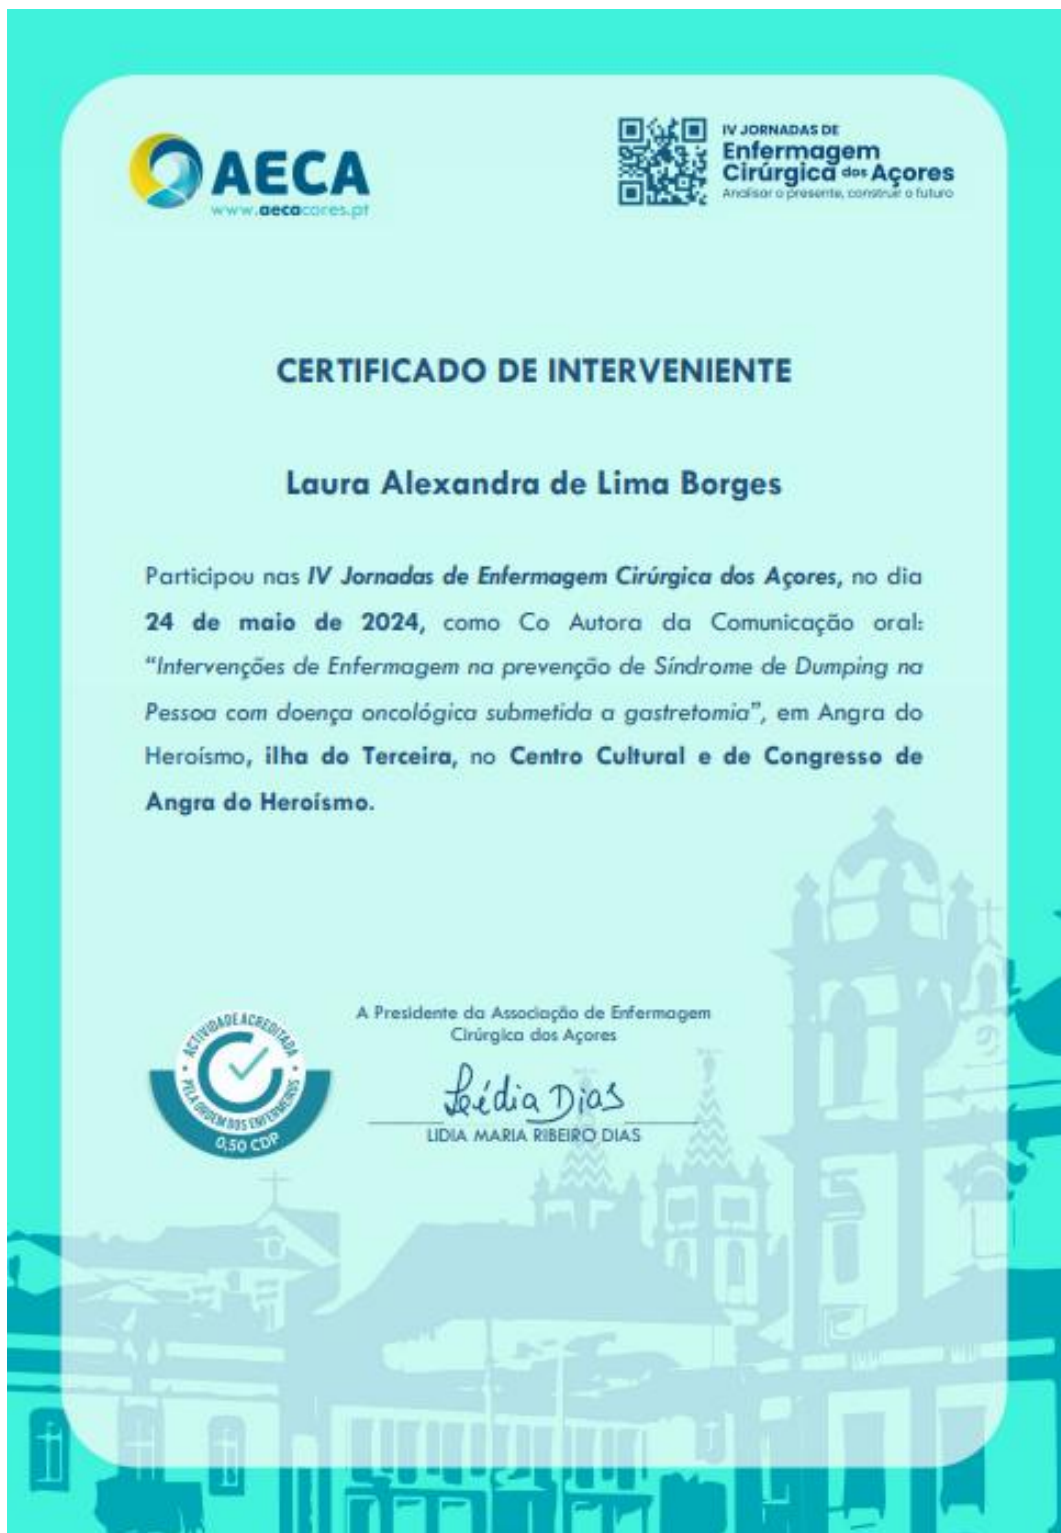 AECA
www.aecacores.pt
IV JORNADAS DE
Enfermagem
Cirúrgica dos Açores
Analisar o presente, construir o futuro
CERTIFICADO DE INTERVENIENTE
Laura Alexandra de Lima Borges
Participou nas IV Jornadas de Enfermagem Cirúrgica dos Açores, no dia
24 de maio de 2024, como Co Autora da Comunicação oral:
“Intervenções de Enfermagem na prevenção de Síndrome de Dumping na
Pessoa com doença oncológica submetida a gastretomia”, em Angra do
Heroísmo, ilha do Terceira, no Centro Cultural e de Congresso de
Angra do Heroísmo.
A Presidente da Associação de Enfermagem
Cirúrgica dos Açores
Lídia Dias
LIDIA MARIA RIBEIRO DIAS
ACTIVIDADE ACREDITADA
PELA ORDEM DOS ENFERMEIROS
0,50 CDP